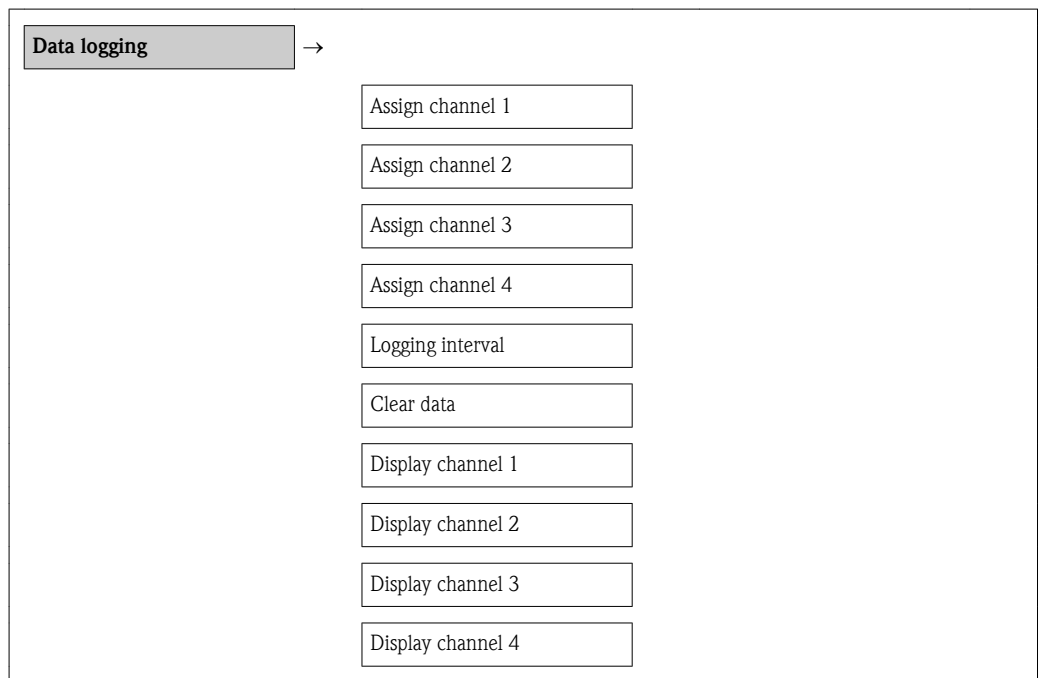 Data logging →
Assign channel 1
Assign channel 2
Assign channel 3
Assign channel 4
Logging interval
Clear data
Display channel 1
Display channel 2
Display channel 3
Display channel 4